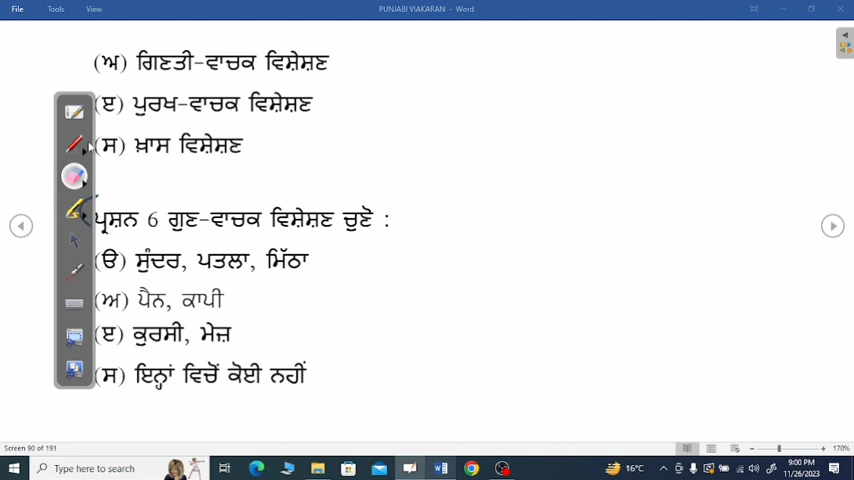 PUNJABI VIAKARAN - Word
File Tools View
(ਅ) ਗਿਣਤੀ-ਵਾਚਕ ਵਿਸ਼ੇਸ਼ਣ
(ੲ) ਪੁਰਖ-ਵਾਚਕ ਵਿਸ਼ੇਸ਼ਣ
(ਸ) ਖ਼ਾਸ ਵਿਸ਼ੇਸ਼ਣ
ਪ੍ਰਸ਼ਨ 6 ਗੁਣ-ਵਾਚਕ ਵਿਸ਼ੇਸ਼ਣ ਚੁਣੋ :
(ੳ) ਸੁੰਦਰ, ਪਤਲਾ, ਮਿੱਠਾ
(ਅ) ਪੈਨ, ਕਾਪੀ
(ੲ) ਕੁਰਸੀ, ਮੇਜ਼
(ਸ) ਇਨ੍ਹਾਂ ਵਿਚੋਂ ਕੋਈ ਨਹੀਂ
Screen 90 of 191
170%
Type here to search
16°C
9:00 PM
11/26/2023